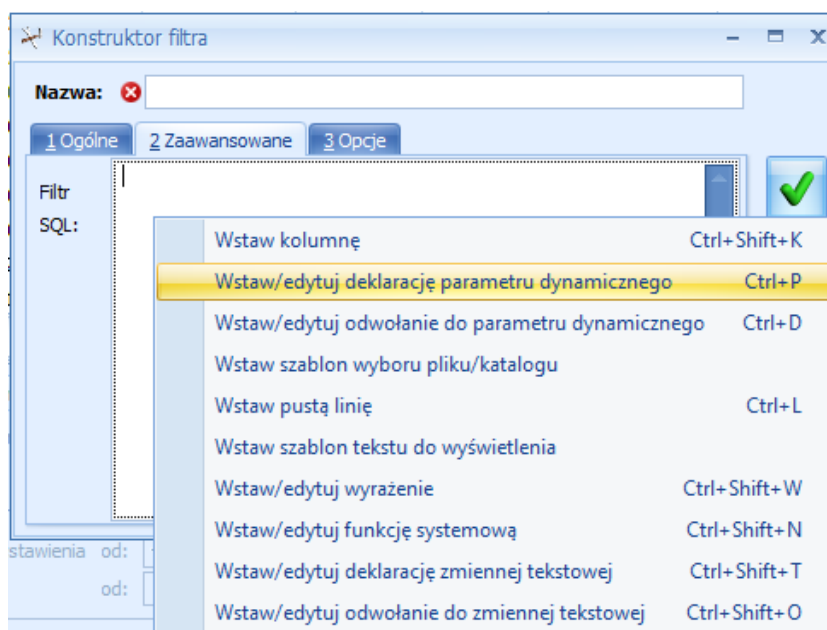 Konstruktor filtra
Nazwa:
1 Ogólne 2 Zaawansowane 3 Opcje
Filtr
SQL:
Wstaw kolumnę Ctrl+Shift+K
Wstaw/edytuj deklarację parametru dynamicznego Ctrl+P
Wstaw/edytuj odwołanie do parametru dynamicznego Ctrl+D
Wstaw szablon wyboru pliku/katalogu
Wstaw pustą linię Ctrl+L
Wstaw szablon tekstu do wyświetlenia
Wstaw/edytuj wyrażenie Ctrl+Shift+W
Wstaw/edytuj funkcję systemową Ctrl+Shift+N
stawienia od:
Wstaw/edytuj deklarację zmiennej tekstowej Ctrl+Shift+T
od:
Wstaw/edytuj odwołanie do zmiennej tekstowej Ctrl+Shift+O